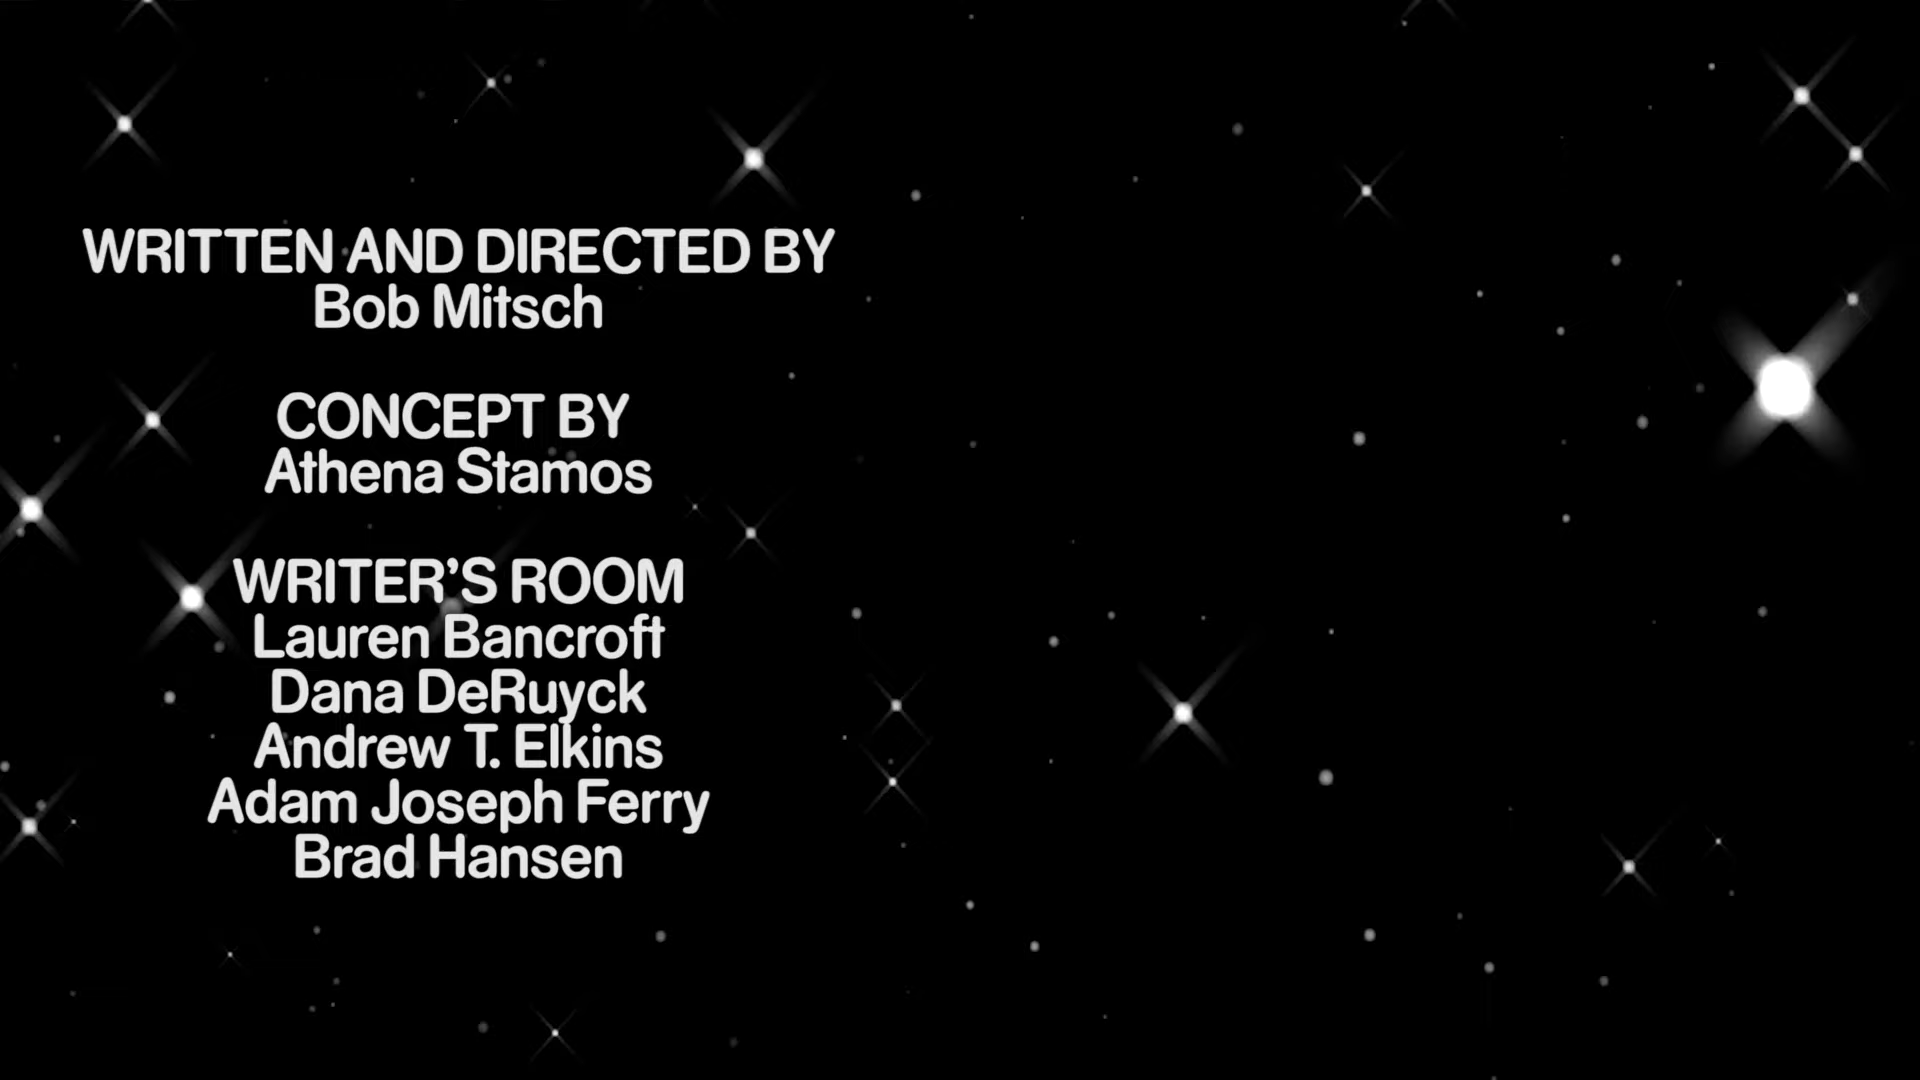 WRITTEN AND DIRECTED BY
Bob Mitsch
CONCEPT BY
Athena Stamos
WRITER’S ROOM
Lauren Bancroft
Dana DeRuyck
Andrew T. Elkins
Adam Joseph Ferry
Brad Hansen